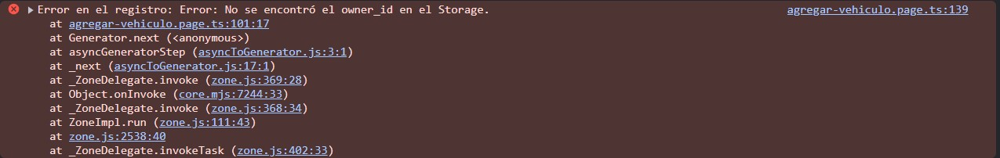 Error en el registro: Error: No se encontró el owner_id en el Storage. agregar-vehiculo.page.ts:139
at agregar-vehiculo.page.ts:101:17
at Generator.next (<anonymous>)
at asyncGeneratorStep (asyncToGenerator.js:3:1)
at _next (asyncToGenerator.js:17:1)
at _ZoneDelegate.invoke (zone.js:369:28)
at Object.onInvoke (core.mjs:7244:33)
at _ZoneDelegate.invoke (zone.js:368:34)
at ZoneImpl.run (zone.js:111:43)
at zone.js:2538:40
at _ZoneDelegate.invokeTask (zone.js:402:33)